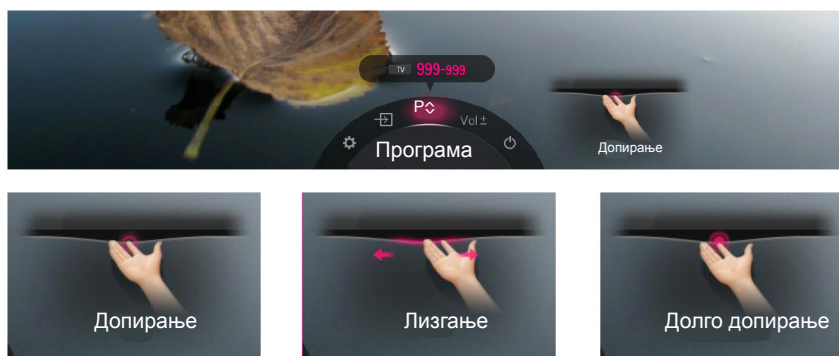 TV 999-999
P
Vol ±
Програма
Допирање
Допирање
Лизгање
Долго допирање